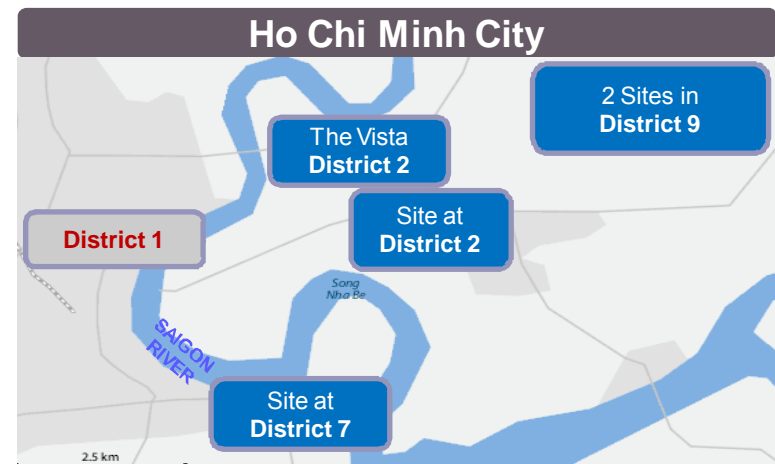 Ho Chi Minh City
2 Sites in
District 9
The Vista
District 2
Site at
District 2
District 1
Song
Nha Be
SAIGON
RIVER
Site at
District 7
2.5 km